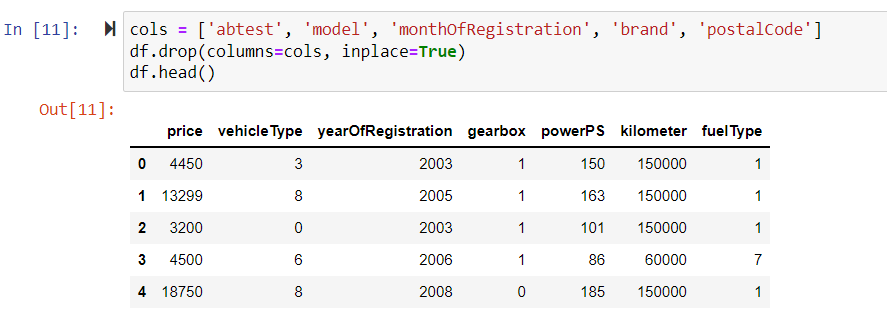 In [11]: cols = ['abtest', 'model', 'monthOfRegistration', 'brand', 'postalCode']
df.drop(columns=cols, inplace=True)
df.head()
Out[11]:
price vehicleType yearOfRegistration gearbox powerPS kilometer fuelType
0 4450 3 2003 1 150 150000 1
1 13299 8 2005 1 163 150000 1
2 3200 0 2003 1 101 150000 1
3 4500 6 2006 1 86 60000 7
4 18750 8 2008 0 185 150000 1